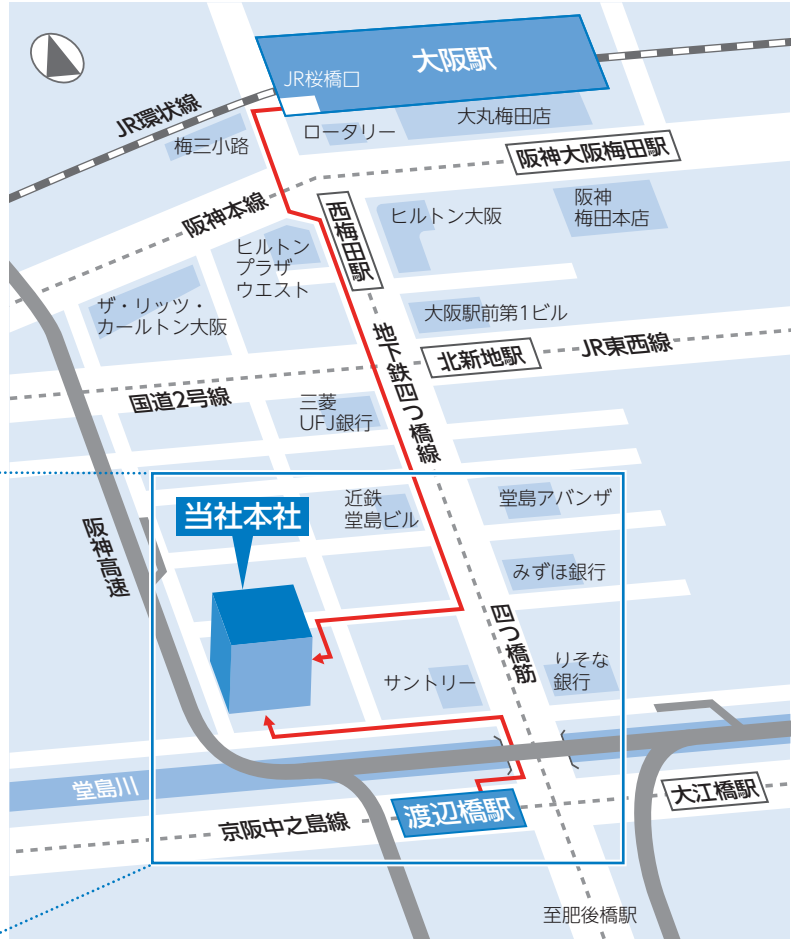 大阪駅
JR桜橋口
JR環状線
梅三小路
ロータリー
大丸梅田店
阪神大阪梅田駅
阪神本線
西梅田駅
ヒルトン大阪
阪神
梅田本店
ヒルトン
プラザ
ウエスト
ザ・リッツ・
カールトン大阪
大阪駅前第1ビル
地下鉄四つ橋線
北新地駅
JR東西線
国道2号線
三菱
UFJ銀行
阪神高速
当社本社
近鉄
堂島ビル
堂島アバンザ
みずほ銀行
四つ橋筋
サントリー
りそな
銀行
堂島川
渡辺橋駅
大江橋駅
京阪中之島線
至肥後橋駅